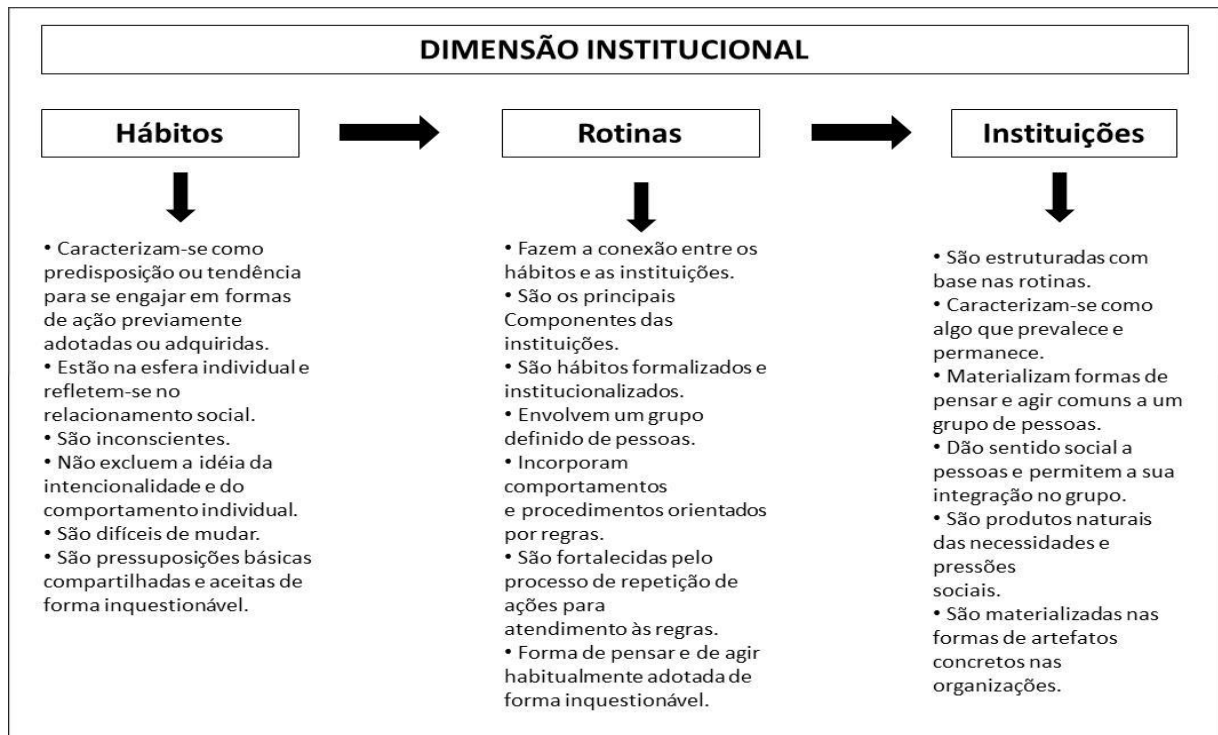 DIMENSÃO INSTITUCIONAL
Hábitos
Rotinas
Instituições
• Caracterizam-se como
predisposição ou tendência
para se engajar em formas
de ação previamente
adotadas ou adquiridas.
• Estão na esfera individual e
refletem-se no
relacionamento social.
• São inconscientes.
• Não excluem a idéia da
intencionalidade e do
comportamento individual.
• São difíceis de mudar.
• São pressuposições básicas
compartilhadas e aceitas de
forma inquestionável.
• Fazem a conexão entre os
hábitos e as instituições.
• São os principais
Componentes das
instituições.
• São hábitos formalizados e
institucionalizados.
• Envolvem um grupo
definido de pessoas.
• Incorporam
comportamentos
e procedimentos orientados
por regras.
• São fortalecidas pelo
processo de repetição de
ações para
atendimento às regras.
• Forma de pensar e de agir
habitualmente adotada de
forma inquestionável.
• São estruturadas com
base nas rotinas.
• Caracterizam-se como
algo que prevalece e
permanece.
• Materializam formas de
pensar e agir comuns a um
grupo de pessoas.
• Dão sentido social a
pessoas e permitem a sua
integração no grupo.
• São produtos naturais
das necessidades e
pressões
sociais.
• São materializadas nas
formas de artefatos
concretos nas
organizações.